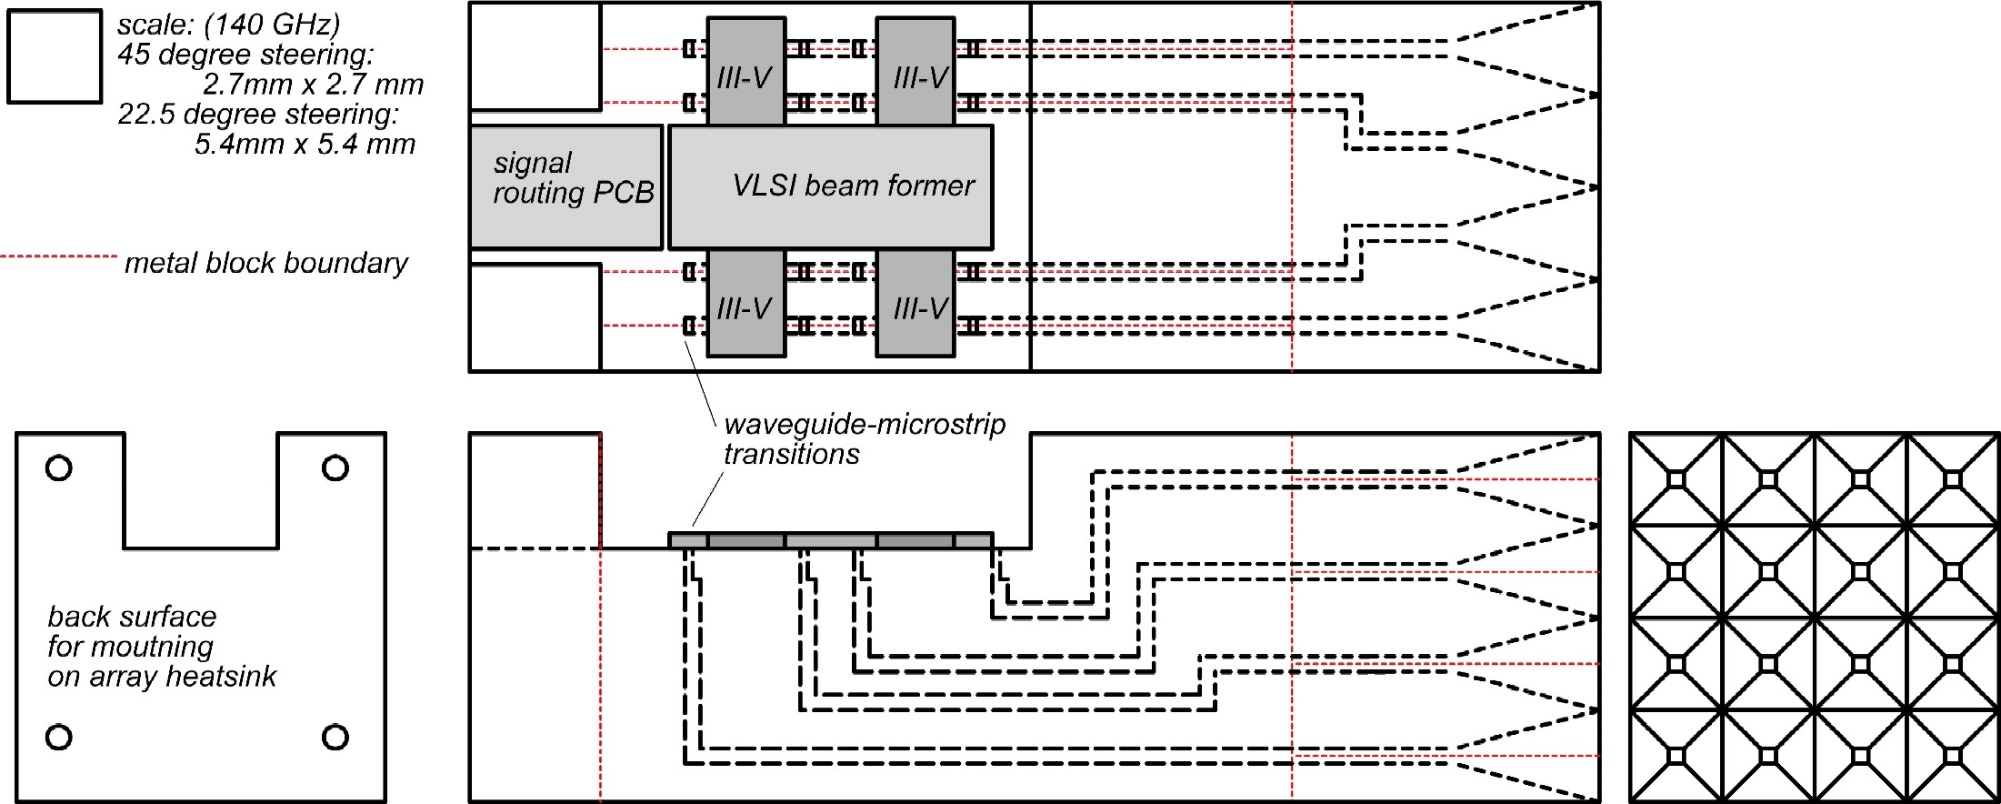 scale: (140 GHz)
45 degree steering:
2.7mm x 2.7 mm
22.5 degree steering:
5.4mm x 5.4 mm
metal block boundary
III-V
III-V
signal
routing PCB
VLSI beam former
III-V
III-V
waveguide-microstrip
transitions
back surface
for moutning
on array heatsink